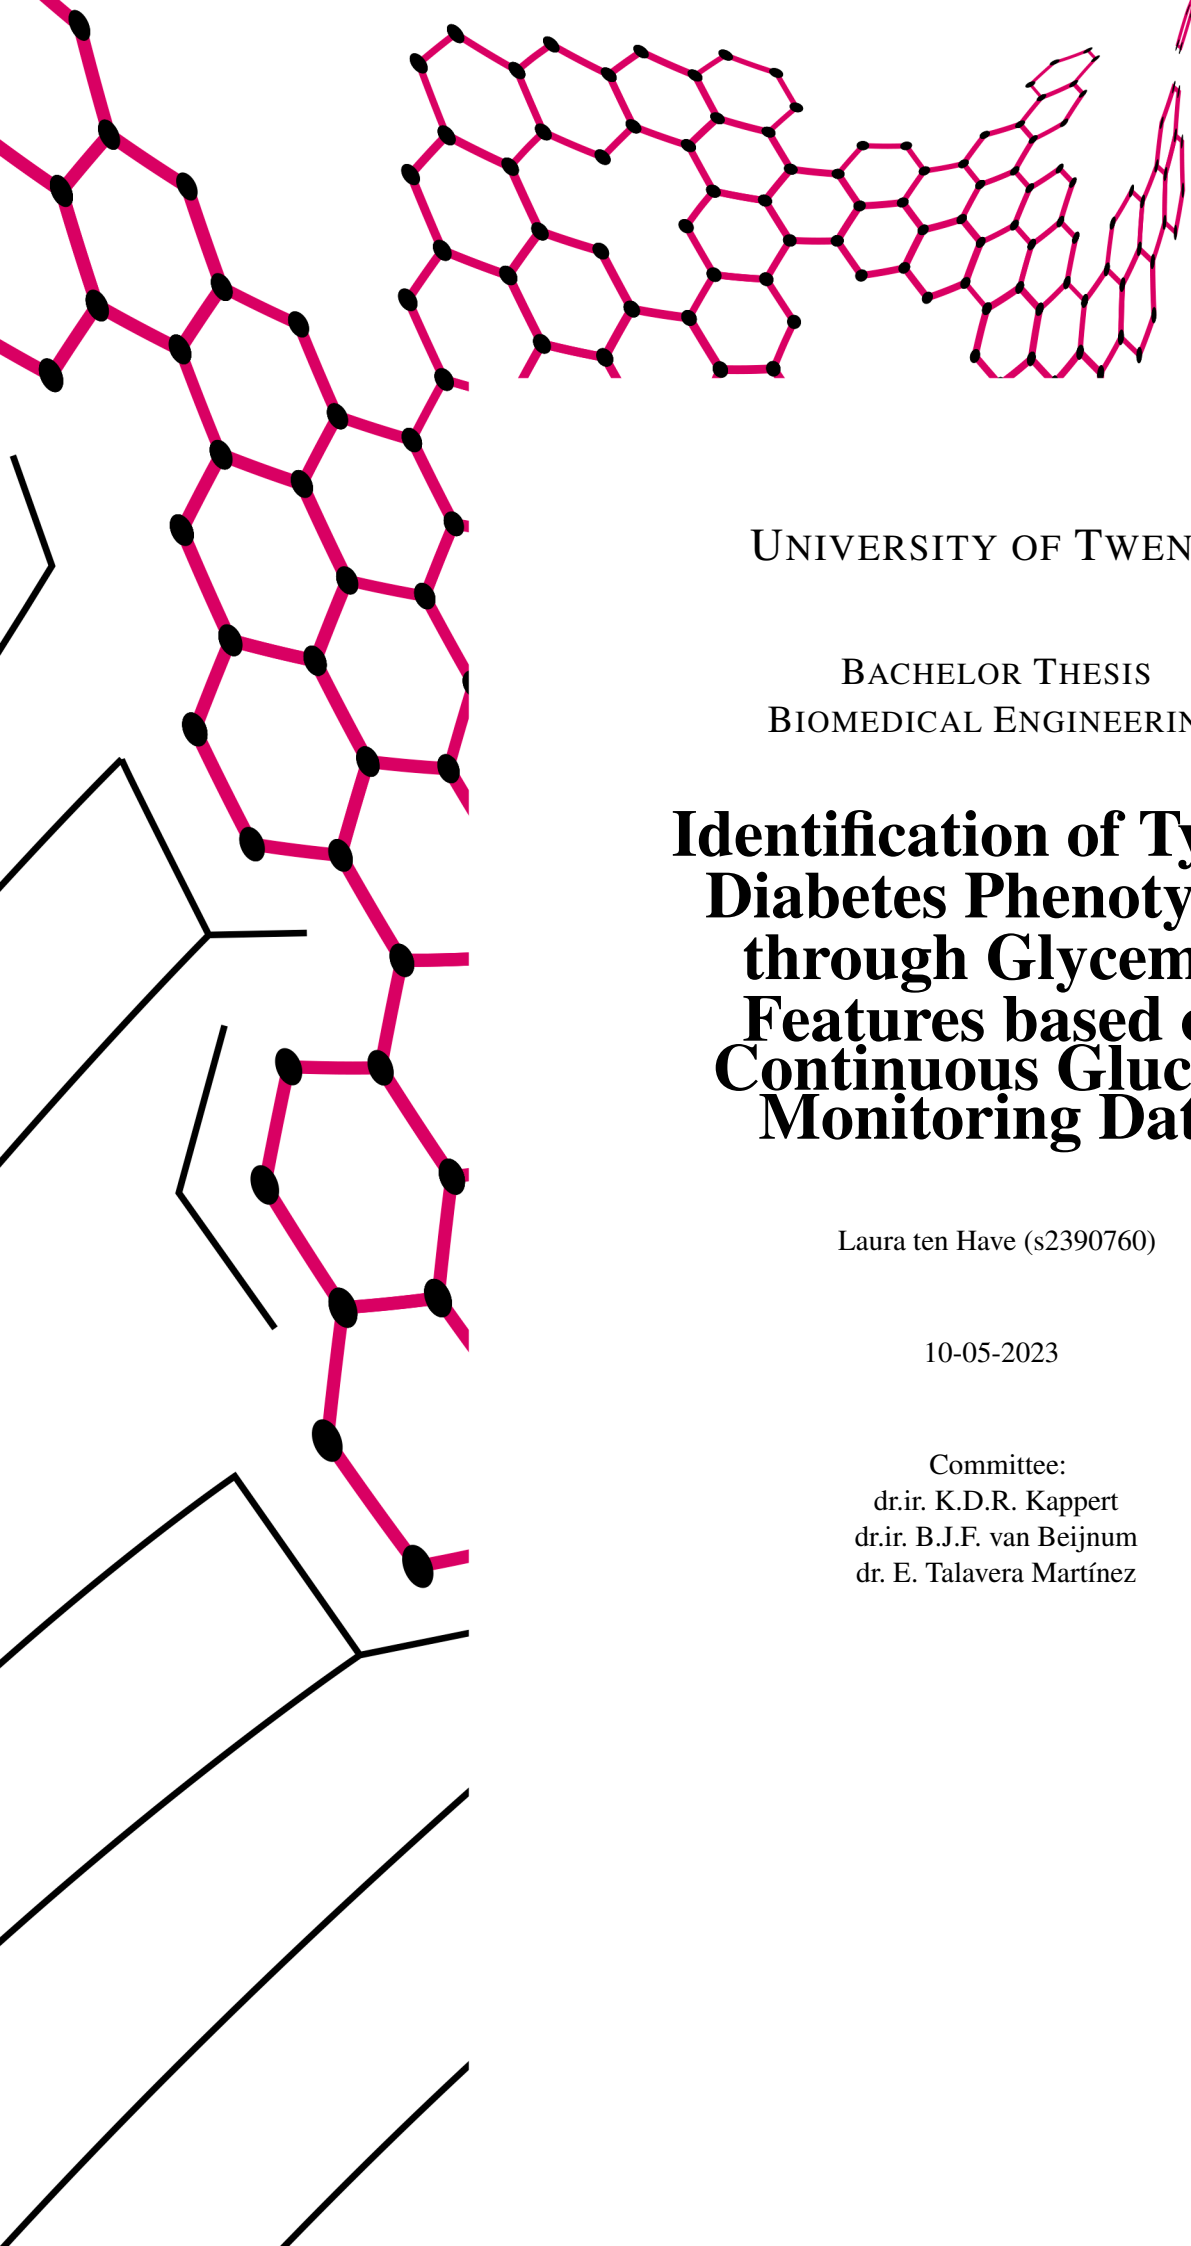 UNIVERSITY OF TWEN
BACHELOR THESIS
BIOMEDICAL ENGINEERIN
Identification of Ty
Diabetes Phenoty
through Glycem
Features based
Continuous Gluc
Monitoring Dat
Laura ten Have (s2390760)
10-05-2023
Committee:
dr.ir. K.D.R. Kappert
dr.ir. B.J.F. van Beijnum
dr. E. Talavera Martínez